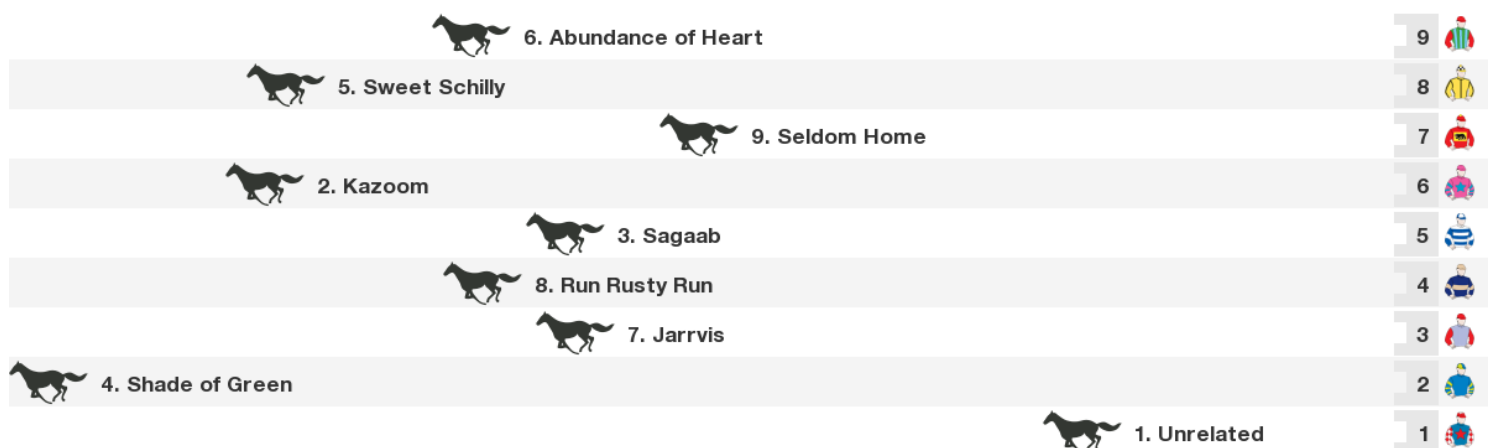 6. Abundance of Heart 9
5. Sweet Schilly 8
9. Seldom Home 7
2. Kazoom 6
3. Sagaab 5
8. Run Rusty Run 4
7. Jarrvis 3
4. Shade of Green 2
1. Unrelated 1